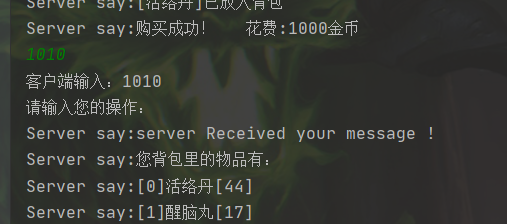 Server say:[活络丹]已放入背包
Server say:购买成功！ 花费:1000金币
1010
客户端输入：1010
请输入您的操作：
Server say:server Received your message !
Server say:您背包里的物品有：
Server say:[0]活络丹[44]
Server say:[1]醒脑丸[17]